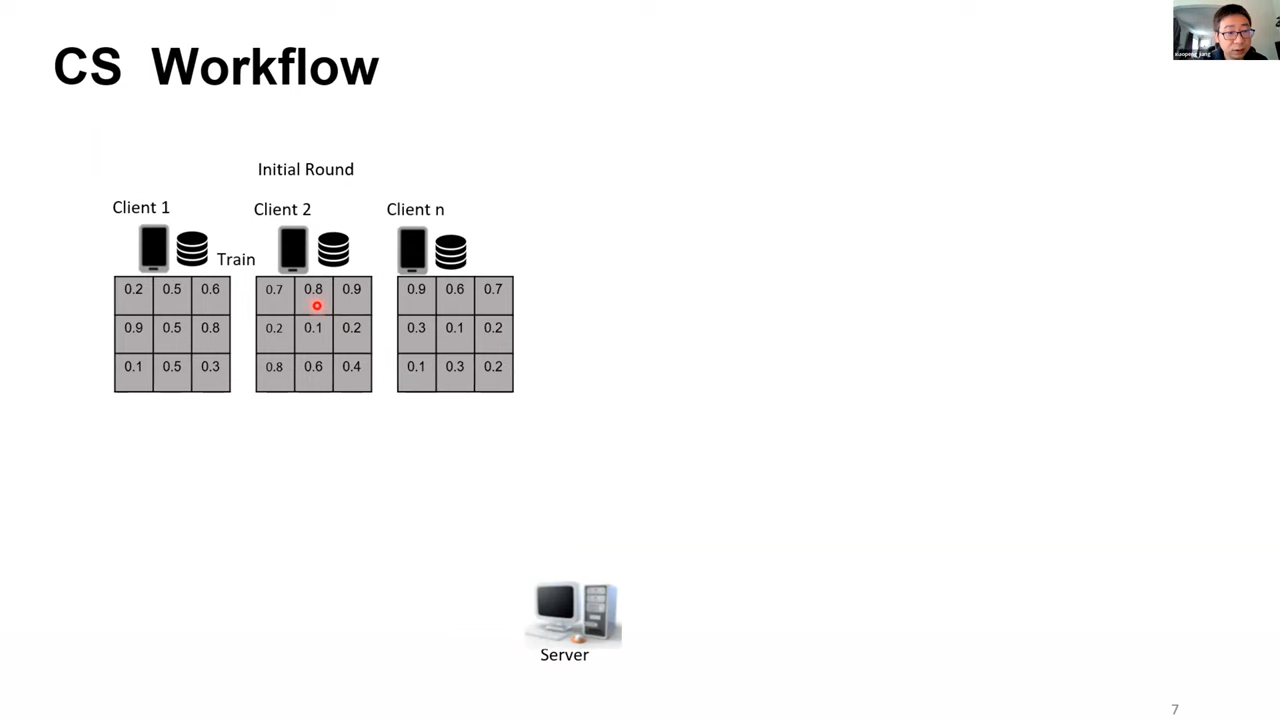 CS Workflow
Initial Round
Client 1
Client 2
Client n
Train
0.2 0.5 0.6
0.9 0.5 0.8
0.1 0.5 0.3
0.7 0.8 0.9
0.2 0.1 0.2
0.8 0.6 0.4
0.9 0.6 0.7
0.3 0.1 0.2
0.1 0.3 0.2
Server
7